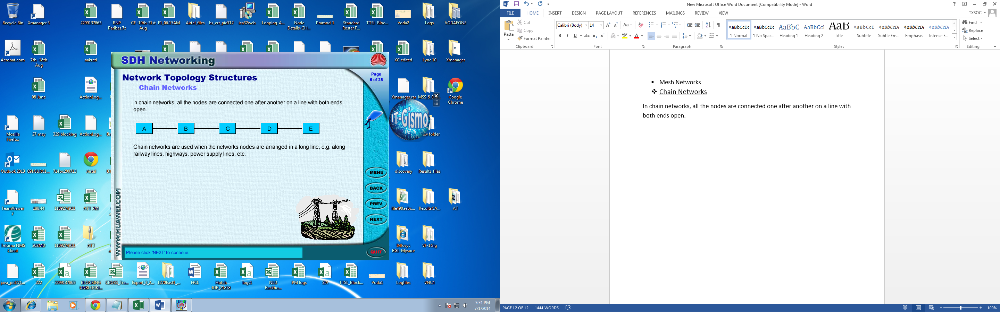 Recycle Bin
Xmanager 3
2299137863
BNP
Paribas.7z
CE -19th-31st
Aug
F1_06.15AM
Airtel_files
hs_err_pid712
ica32web
Looping-A...
Node
Details-CH...
Pramod-1
Standard
Roster F...
TTSL-Bloc...
Voda2
Logs
VODAFONE
Acrobat.com
7th -18th
Aug
aakrati
XC edited
Lync 10
Xmanager
08 June
ActionLog...
Xmanager.rar
MSS_6_0...
Google
Chrome
Mozilla
Firefox
27 may
329 blocking
ActionLog...
Outlook 2013
091GURG1...
714oc200713
Airtel
discovery
Results_files
TeamViewer
7
188.44
1109274911
ATT PM
file490aebc...
ResultsCA...
AT
Telsima NMS
Client
202MD
1109274911
ATT
INfosys
BGL-Mysore
VF-1Gig
java_pid271...
222
2299137863
BLOCKING
UNBLOCKI...
CBOSS_Tra...
Export_3_2...
1270East1_...
HCL
Hutch
IOR_21858
logs1
NLD
Backbo...
PM logs
SIA
TTSL_Block...
Voda1
Logfiles
VNC4
SDH Networking
Page
5 of 25
Network Topology Structures
Chain Networks
In chain networks, all the nodes are connected one after another on a line with both ends
open.
A B C D E
Chain networks are used when the networks nodes are arranged in a long line, e.g. along
railway lines, highways, power supply lines, etc.
MENU
BACK
PREV
NEXT
QUIT
WWW.HUAWEI.COM
Please click 'NEXT' to continue.
iT-Gismo
3:34 PM
7/1/2014
New Microsoft Office Word Document [Compatibility Mode] - Word
FILE HOME INSERT DESIGN PAGE LAYOUT REFERENCES MAILINGS REVIEW VIEW TXSOC
Paste
Cut
Copy
Format Painter
Clipboard
Calibri (Body) 14
Font
Paragraph
AaBbCcDc AaBbCcDc AaBbC AaBbCcI AaB AaBbCcD AaBbCcDc AaBbCcDc AaBbCcDc
¶ Normal ¶ No Spac... Heading 1 Heading 2 Title Subtitle Subtle Em... Emphasis Intense E...
Styles
Find
Replace
Select
Editing
Mesh Networks
Chain Networks
In chain networks, all the nodes are connected one after another on a line with
both ends open.
PAGE 12 OF 12 1444 WORDS 100%